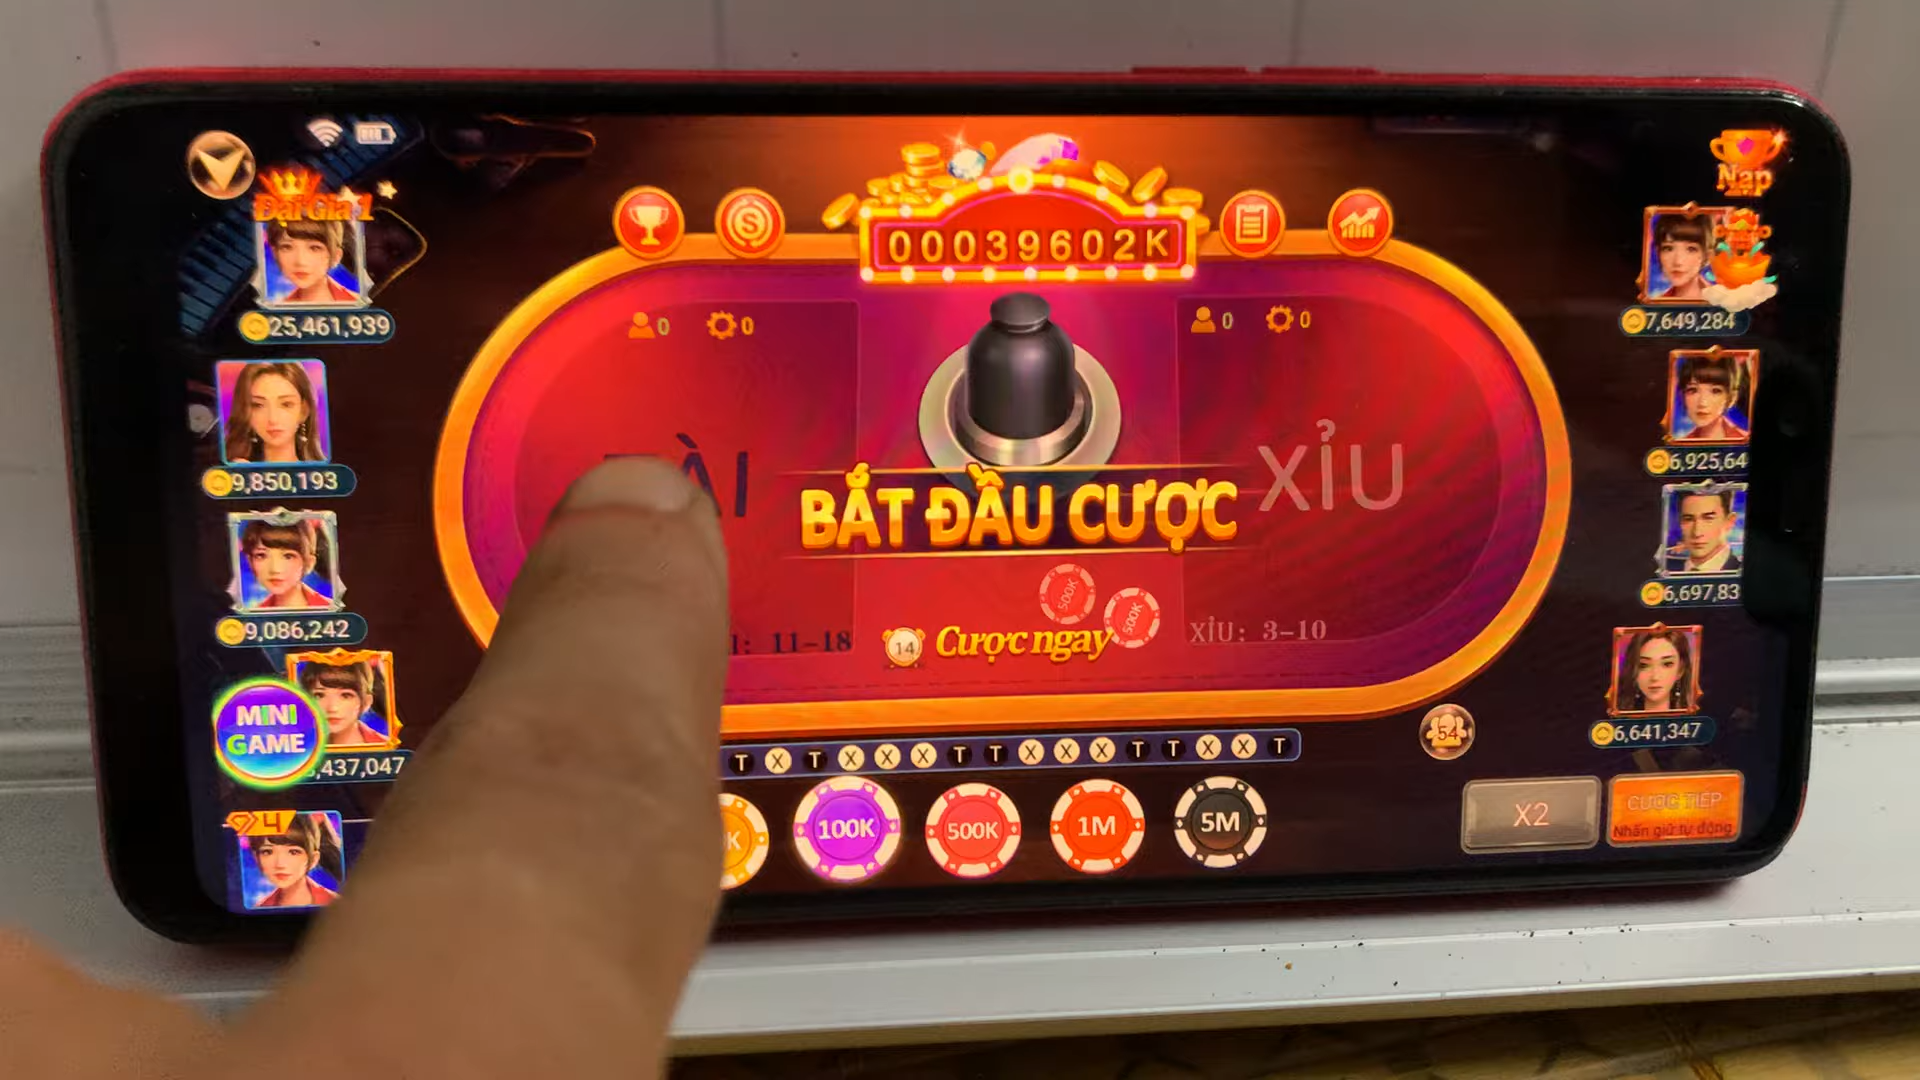 Nạp
Đại Gia 1
00039602K
0 0
0 0
25,461,939
7,649,284
9,850,193
6,925,64
TÀI
XỈU
BẮT ĐẦU CƯỢC
500K
500K
6,697,83
9,086,242
: 11-18
14
Cược ngay
XỈU: 3-10
MINI
GAME
,437,047
54
6,641,347
T X T X X X T T X X X T T X X T
K
100K
500K
1M
5M
X2
CƯỢC TIẾP
Nhấn giữ tự động
4